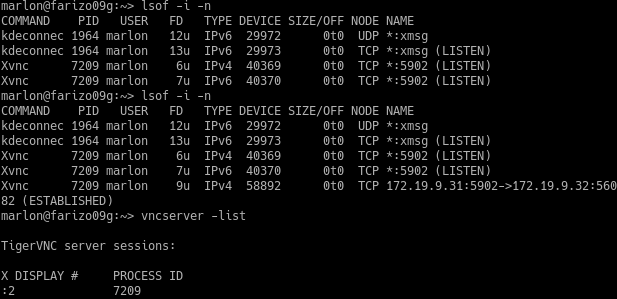 marlon@farizo09g:~> lsof -i -n
COMMAND    PID   USER   FD   TYPE DEVICE SIZE/OFF NODE NAME
kdeconnec 1964 marlon   12u  IPv6  29972      0t0  UDP *:xmsg
kdeconnec 1964 marlon   13u  IPv6  29973      0t0  TCP *:xmsg (LISTEN)
Xvnc      7209 marlon    6u  IPv4  40369      0t0  TCP *:5902 (LISTEN)
Xvnc      7209 marlon    7u  IPv6  40370      0t0  TCP *:5902 (LISTEN)
marlon@farizo09g:~> lsof -i -n
COMMAND    PID   USER   FD   TYPE DEVICE SIZE/OFF NODE NAME
kdeconnec 1964 marlon   12u  IPv6  29972      0t0  UDP *:xmsg
kdeconnec 1964 marlon   13u  IPv6  29973      0t0  TCP *:xmsg (LISTEN)
Xvnc      7209 marlon    6u  IPv4  40369      0t0  TCP *:5902 (LISTEN)
Xvnc      7209 marlon    7u  IPv6  40370      0t0  TCP *:5902 (LISTEN)
Xvnc      7209 marlon    9u  IPv4  58892      0t0  TCP 172.19.9.31:5902->172.19.9.32:560
82 (ESTABLISHED)
marlon@farizo09g:~> vncserver -list
TigerVNC server sessions:
X DISPLAY #     PROCESS ID
:2              7209